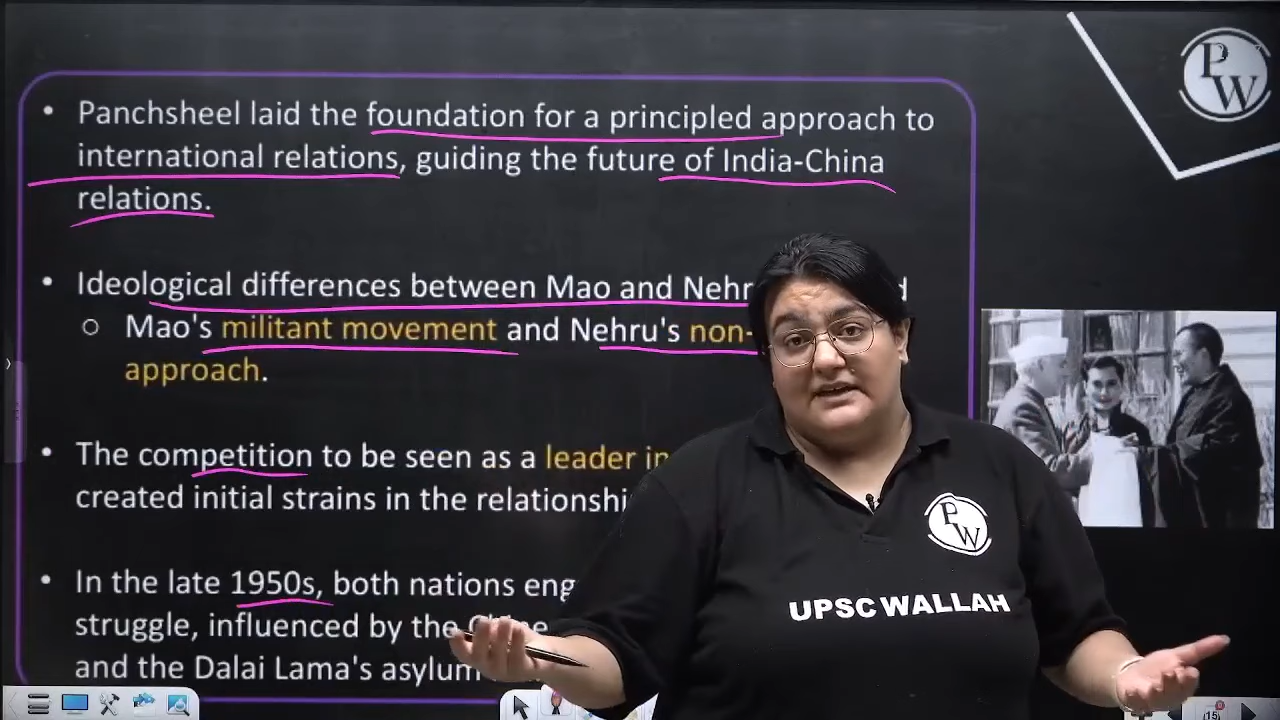 • Panchsheel laid the foundation for a principled approach to
international relations, guiding the future of India-China
relations.
• Ideological differences between Mao and Nehr
○ Mao's militant movement and Nehru's non-
approach.
• The competition to be seen as a leader in
created initial strains in the relationshi
• In the late 1950s, both nations eng
struggle, influenced by the
and the Dalai Lama's asylum
PW
PW
UPSC WALLAH
15